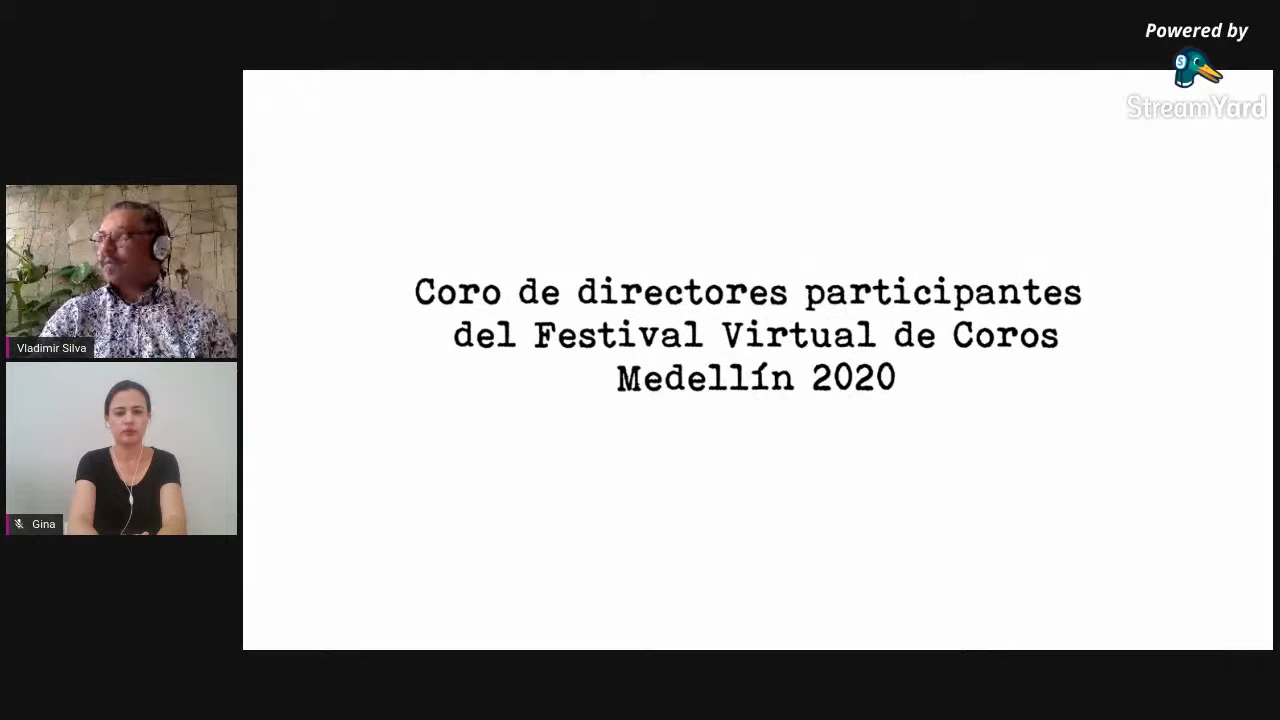 Powered by
StreamYard
Coro de directores participantes
del Festival Virtual de Coros
Medellín 2020
Vladimir Silva
Gina